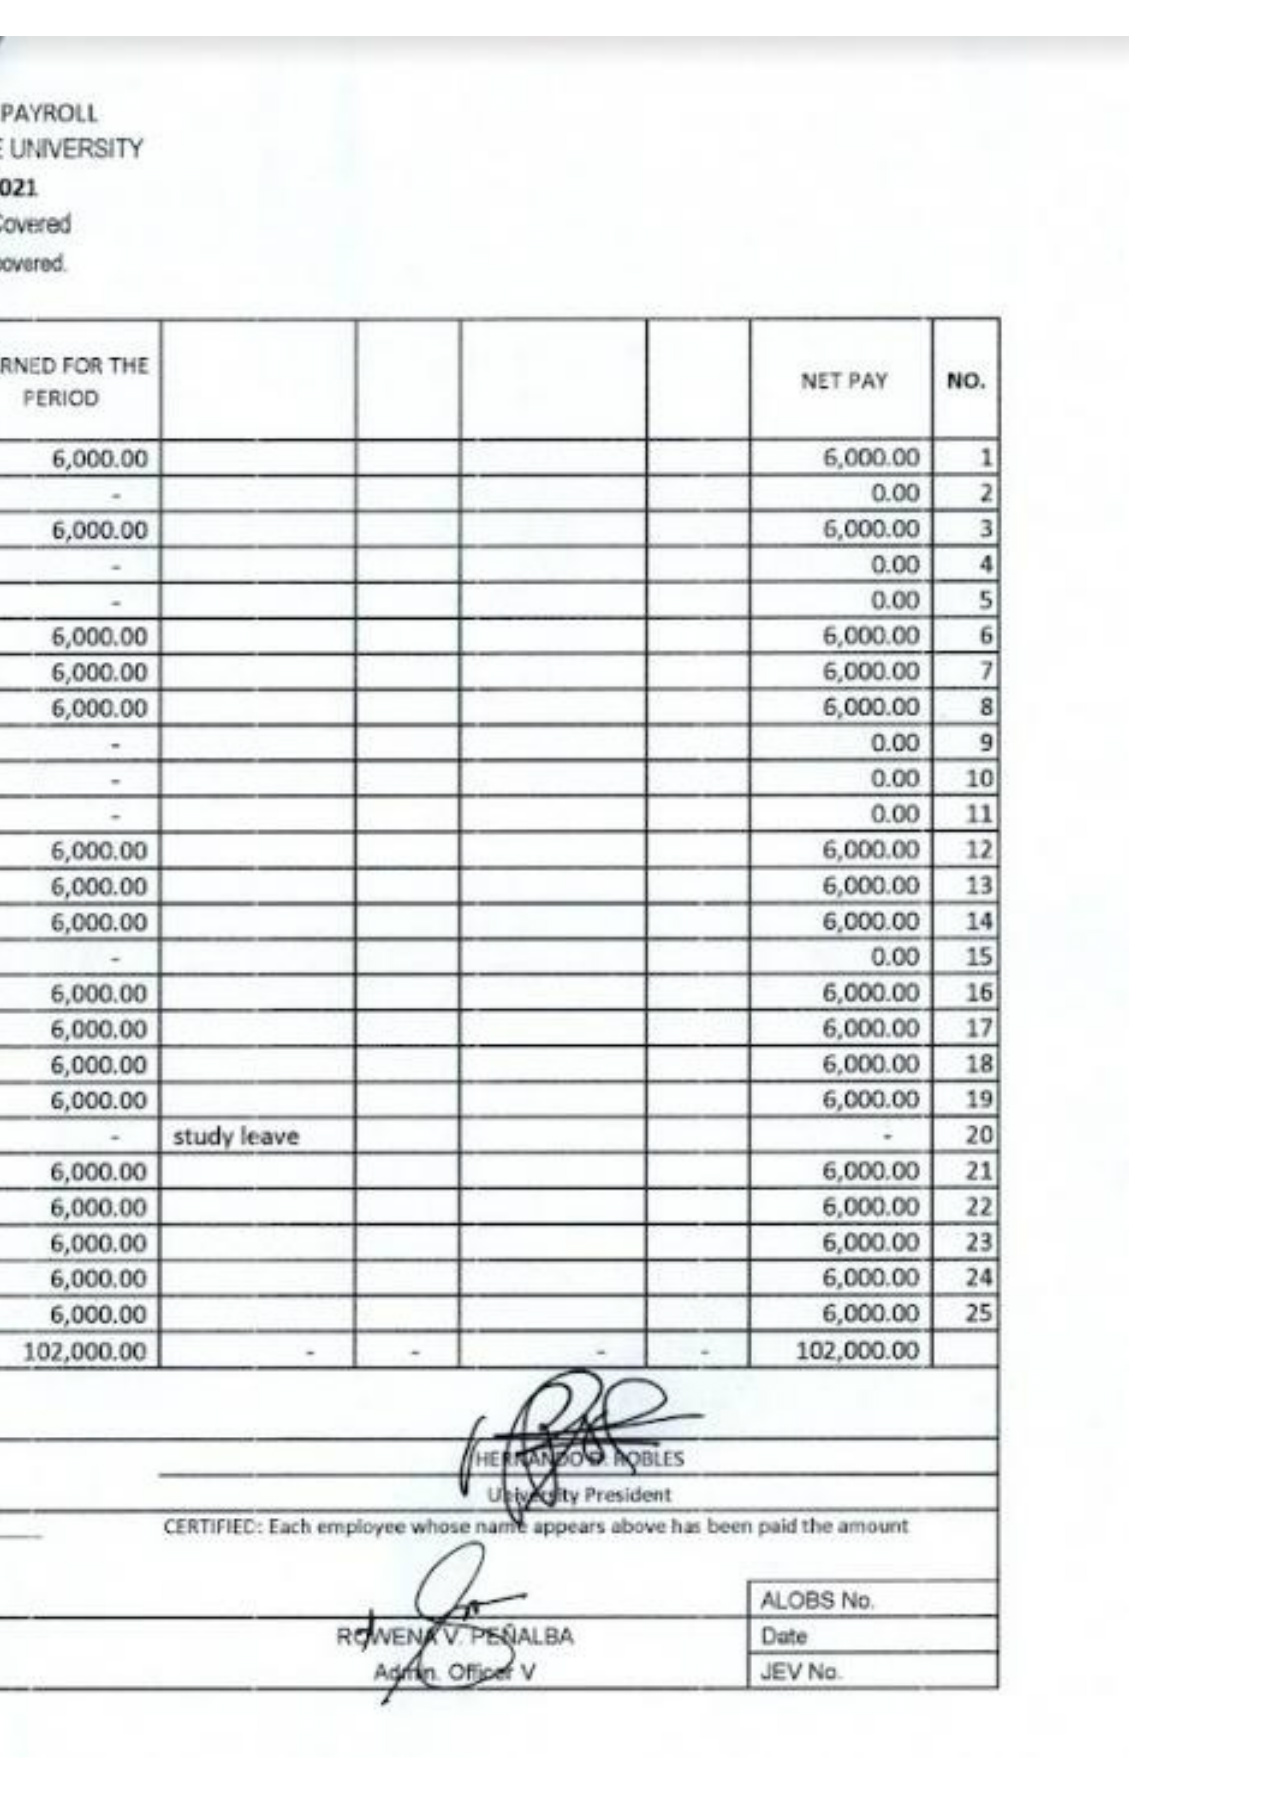 PAYROLL
E UNIVERSITY
021
Covered
covered.
RNED FOR THE PERIOD NET PAY NO.
6,000.00 6,000.00 1
- 0.00 2
6,000.00 6,000.00 3
- 0.00 4
- 0.00 5
6,000.00 6,000.00 6
6,000.00 6,000.00 7
6,000.00 6,000.00 8
- 0.00 9
- 0.00 10
- 0.00 11
6,000.00 6,000.00 12
6,000.00 6,000.00 13
6,000.00 6,000.00 14
- 0.00 15
6,000.00 6,000.00 16
6,000.00 6,000.00 17
6,000.00 6,000.00 18
6,000.00 6,000.00 19
- study leave - 20
6,000.00 6,000.00 21
6,000.00 6,000.00 22
6,000.00 6,000.00 23
6,000.00 6,000.00 24
6,000.00 6,000.00 25
102,000.00 - - - - 102,000.00
HERNANDO D. ROBLES
University President
CERTIFIED: Each employee whose name appears above has been paid the amount
ALOBS No.
ROWENA V. PEÑALBA Date
Admin. Officer V JEV No.